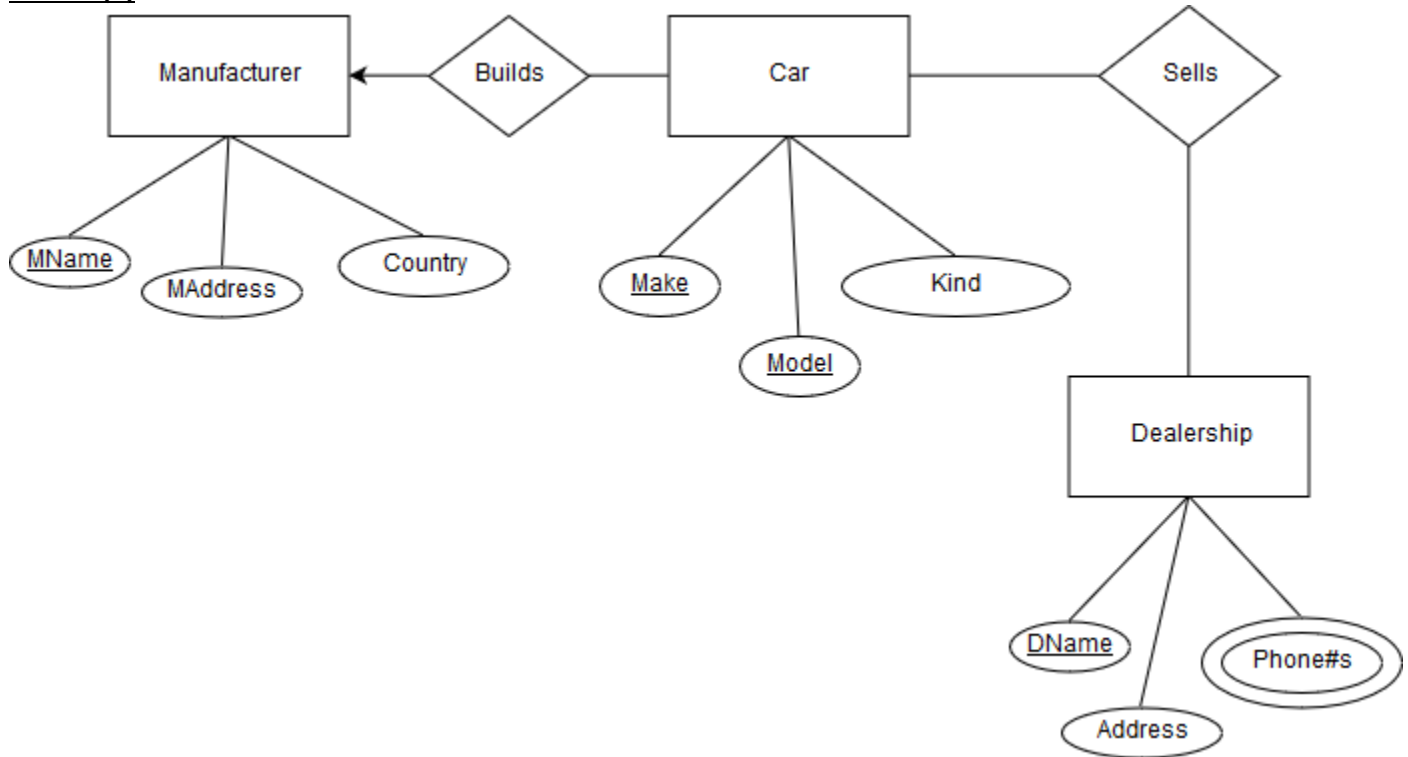 Manufacturer
Builds
Car
Sells
MName
MAddress
Country
Make
Model
Kind
Dealership
DName
Address
Phone#s